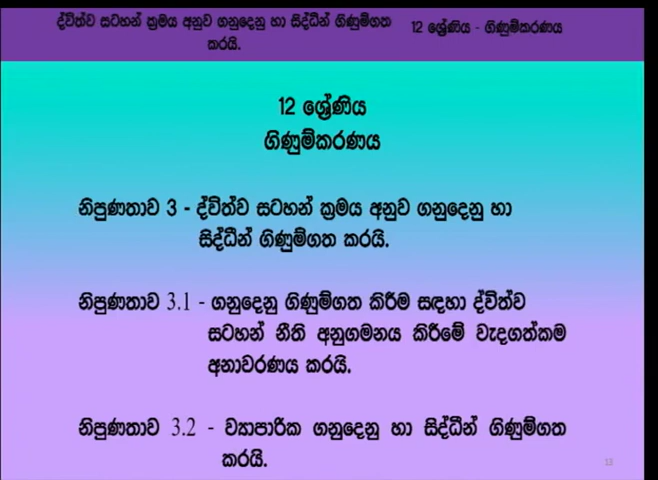 ද්විත්ව සටහන් ක්‍රමය අනුව ගනුදෙනු හා සිද්ධීන් ගිණුම්ගත
කරයි.
12 ශ්‍රේණිය - ගිණුම්කරණය
12 ශ්‍රේණිය
ගිණුම්කරණය
නිපුණතාව 3 - ද්විත්ව සටහන් ක්‍රමය අනුව ගනුදෙනු හා
සිද්ධීන් ගිණුම්ගත කරයි.
නිපුණතාව 3.1 - ගනුදෙනු ගිණුම්ගත කිරීම සඳහා ද්විත්ව
සටහන් නීති අනුගමනය කිරීමේ වැදගත්කම
අනාවරණය කරයි.
නිපුණතාව 3.2 - ව්‍යාපාරික ගනුදෙනු හා සිද්ධීන් ගිණුම්ගත
කරයි.
13